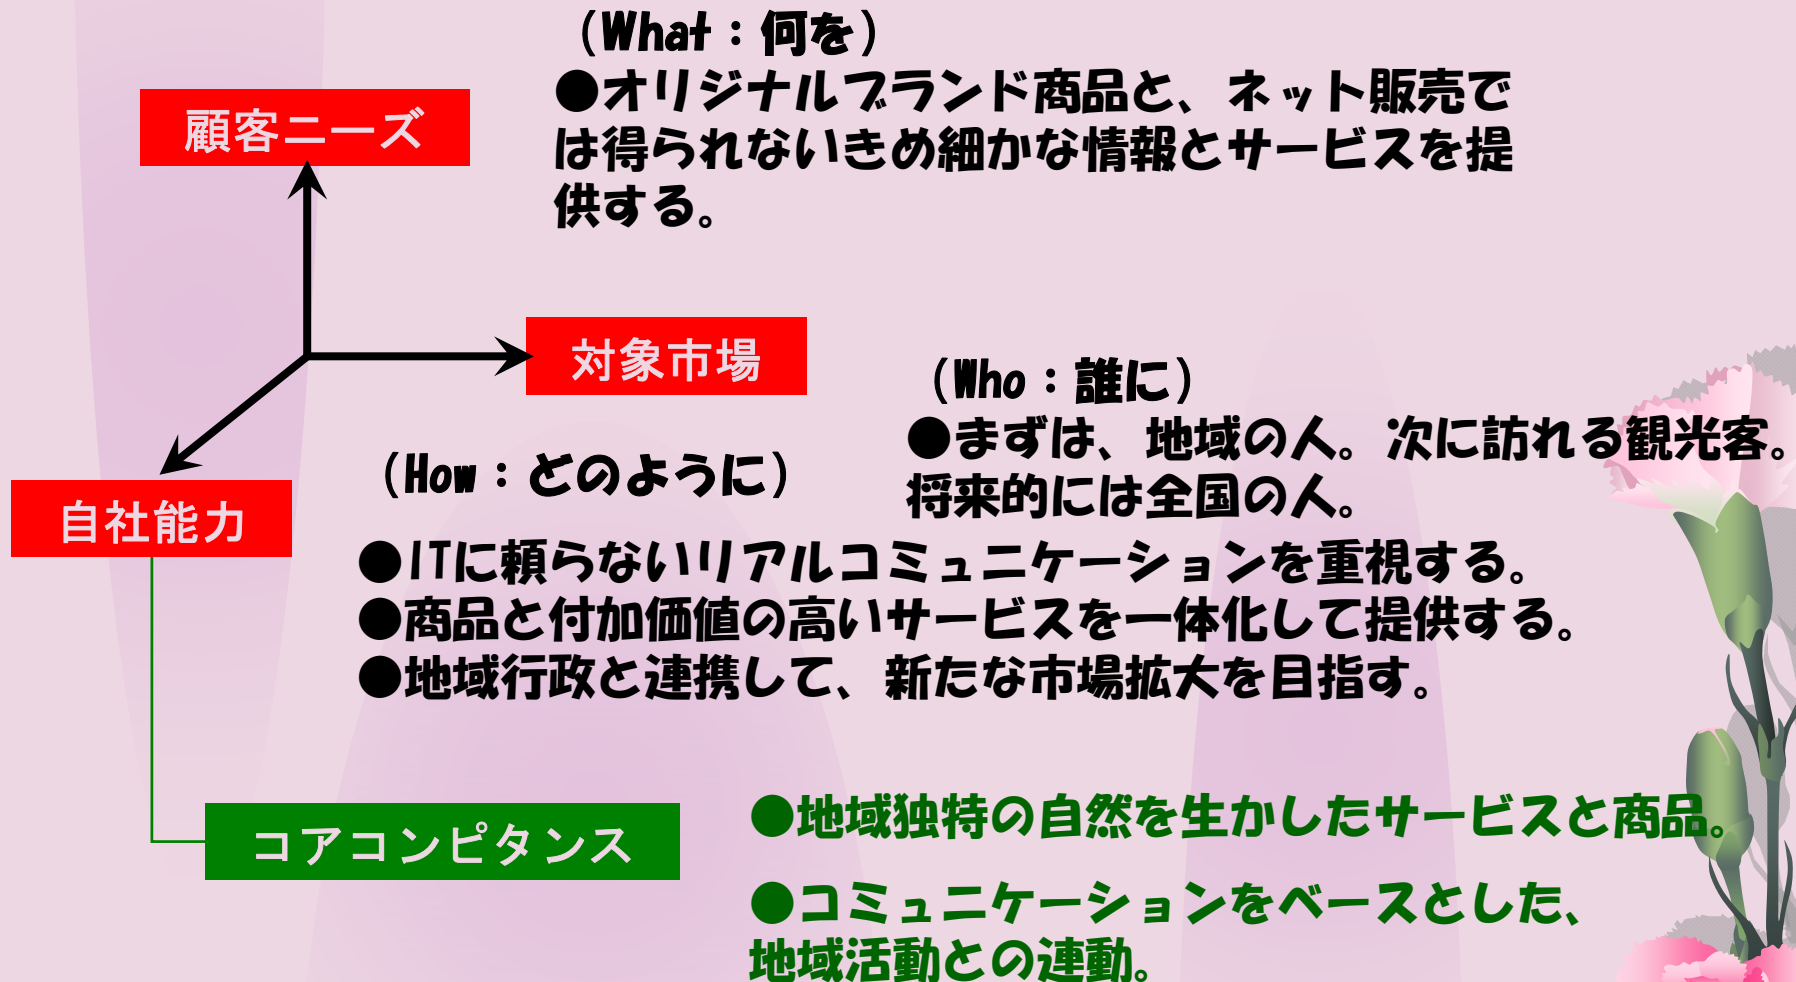 (What：何を)
●オリジナルブランド商品と、ネット販売で
は得られないきめ細かな情報とサービスを提
供する。
顧客ニーズ
対象市場
(Who：誰に)
●まずは、地域の人。次に訪れる観光客。
将来的には全国の人。
(How：どのように)
自社能力
●ITに頼らないリアルコミュニケーションを重視する。
●商品と付加価値の高いサービスを一体化して提供する。
●地域行政と連携して、新たな市場拡大を目指す。
コアコンピタンス
●地域独特の自然を生かしたサービスと商品。
●コミュニケーションをベースとした、
地域活動との連動。